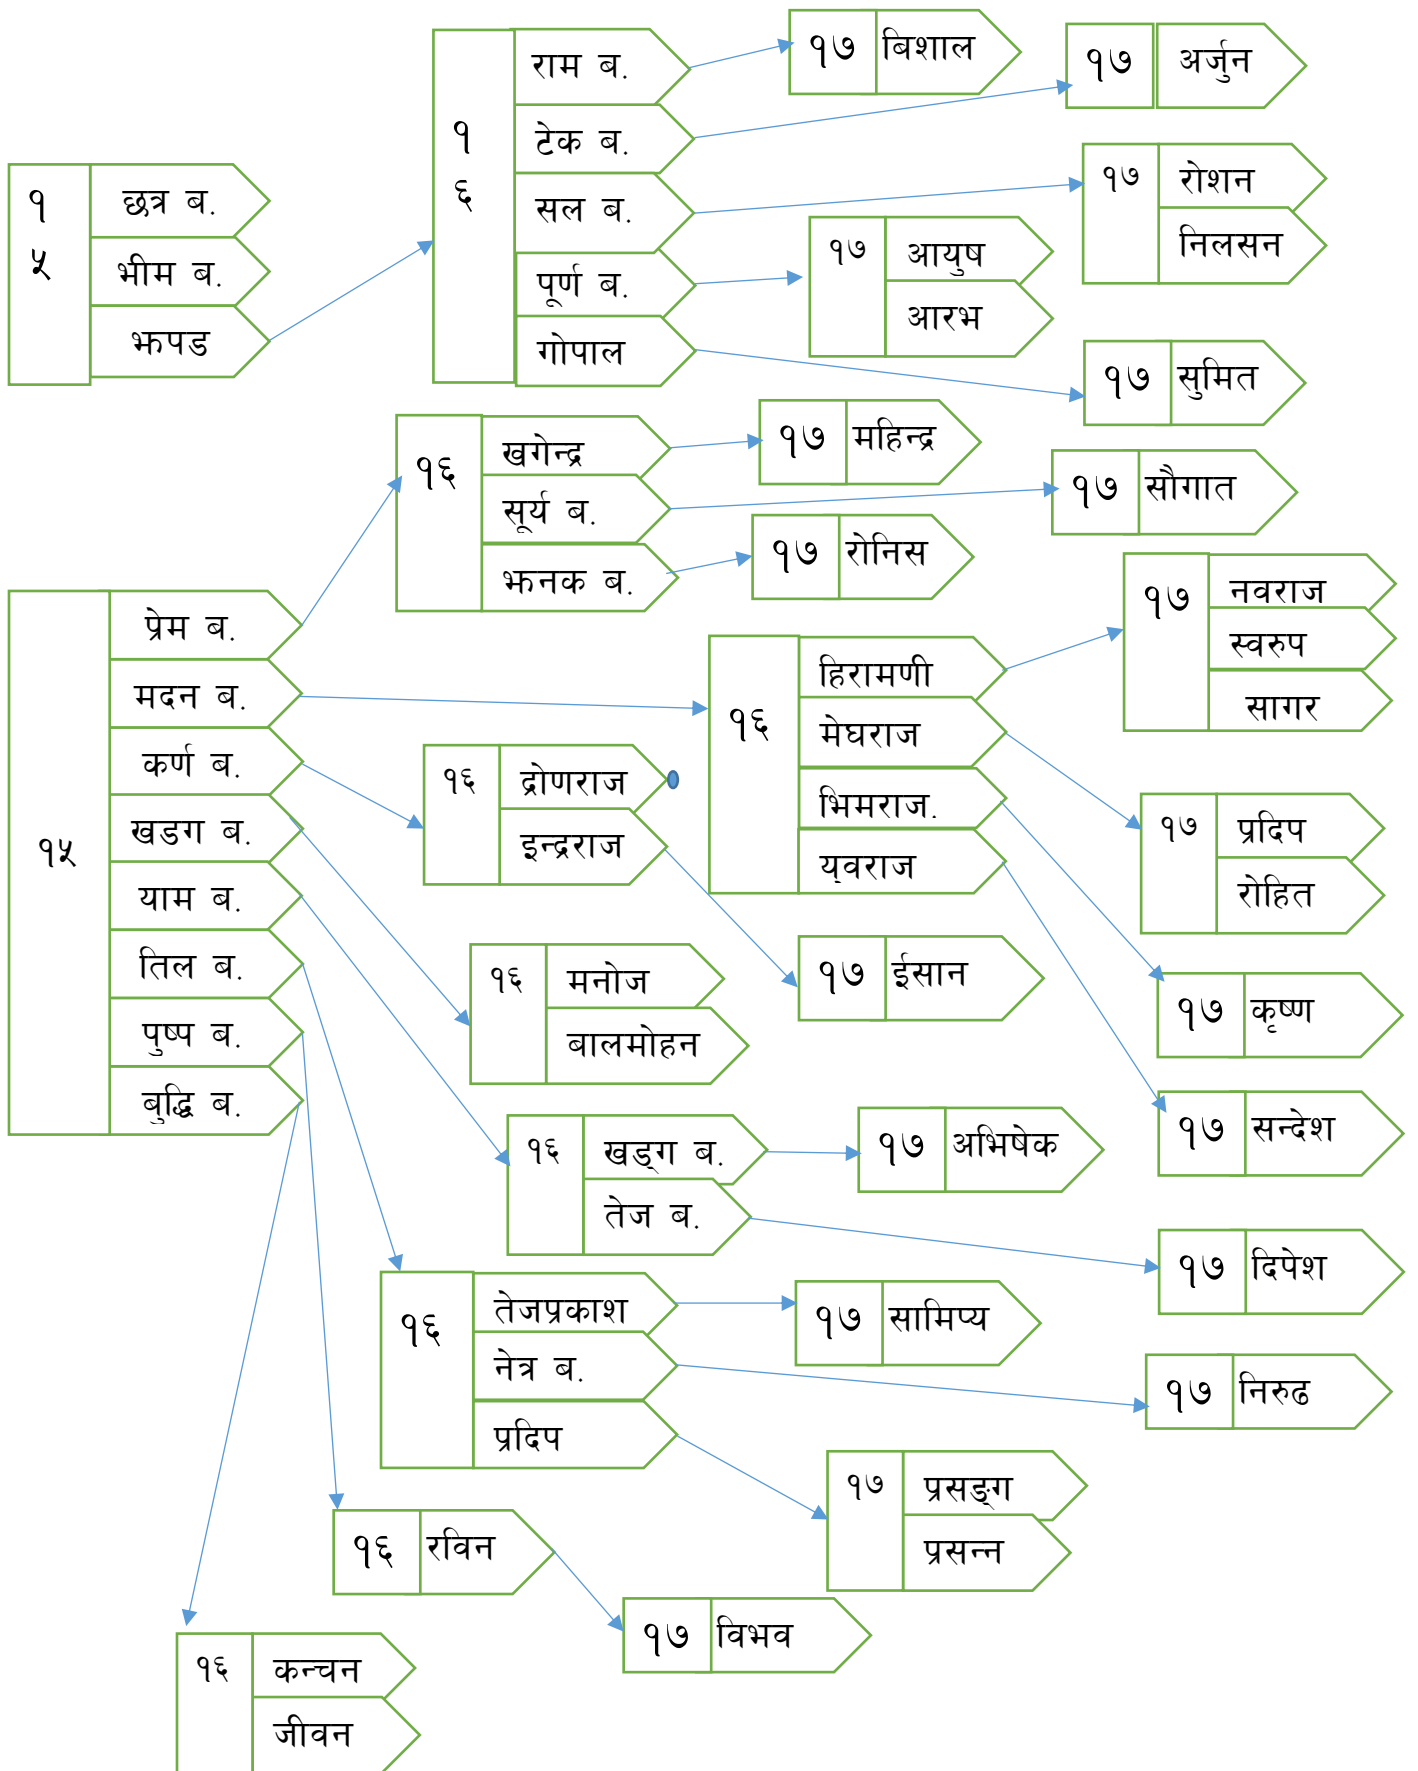 १५
छत्र ब.
भीम ब.
झपड
१६
राम ब.
टेक ब.
सल ब.
पूर्ण ब.
गोपाल
१७ बिशाल
१७ अर्जुन
१७
रोशन
निलसन
१७
आयुष
आरभ
१७ सुमित
१५
प्रेम ब.
मदन ब.
कर्ण ब.
खडग ब.
याम ब.
तिल ब.
पुष्प ब.
बुद्धि ब.
१६
खगेन्द्र
सूर्य ब.
झनक ब.
१७ महिन्द्र
१७ सौगात
१७ रोनिस
१६
हिरामणी
मेघराज
भिमराज.
युवराज
१७
नवराज
स्वरुप
सागर
१७
प्रदिप
रोहित
१७ कृष्ण
१७ सन्देश
१६
द्रोणराज
इन्द्रराज
१७ ईसान
१६
मनोज
बालमोहन
१६
खड्ग ब.
तेज ब.
१७ अभिषेक
१७ दिपेश
१६
तेजप्रकाश
नेत्र ब.
प्रदिप
१७ सामिप्य
१७ निरुढ
१७
प्रसङ्ग
प्रसन्न
१६ रविन
१७ विभव
१६
कन्चन
जीवन